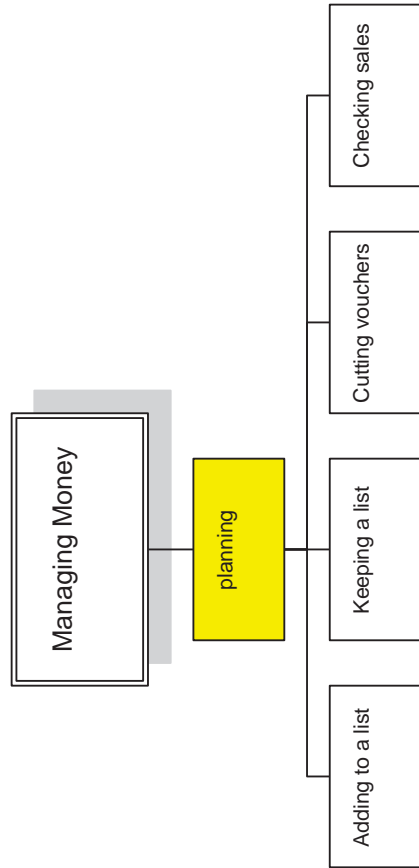 Managing Money
planning
Adding to a list
Keeping a list
Cutting vouchers
Checking sales